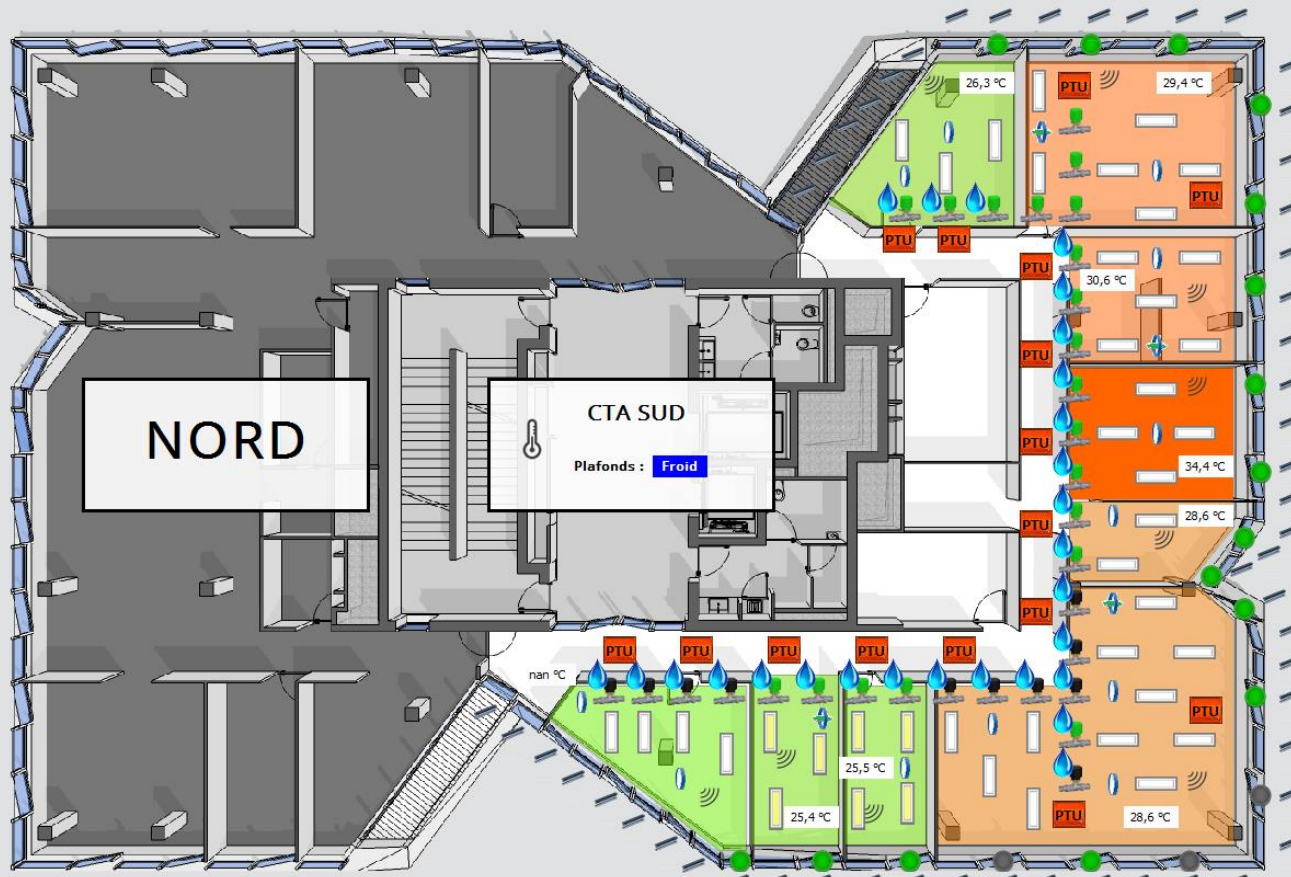 26,3 °C
PTU
29,4 °C
PTU
PTU
PTU
PTU
30,6 °C
PTU
NORD
CTA SUD
Plafonds : Froid
PTU
34,4 °C
PTU
28,6 °C
PTU
PTU
PTU
PTU
PTU
PTU
nan °C
PTU
25,5 °C
25,4 °C
PTU
28,6 °C